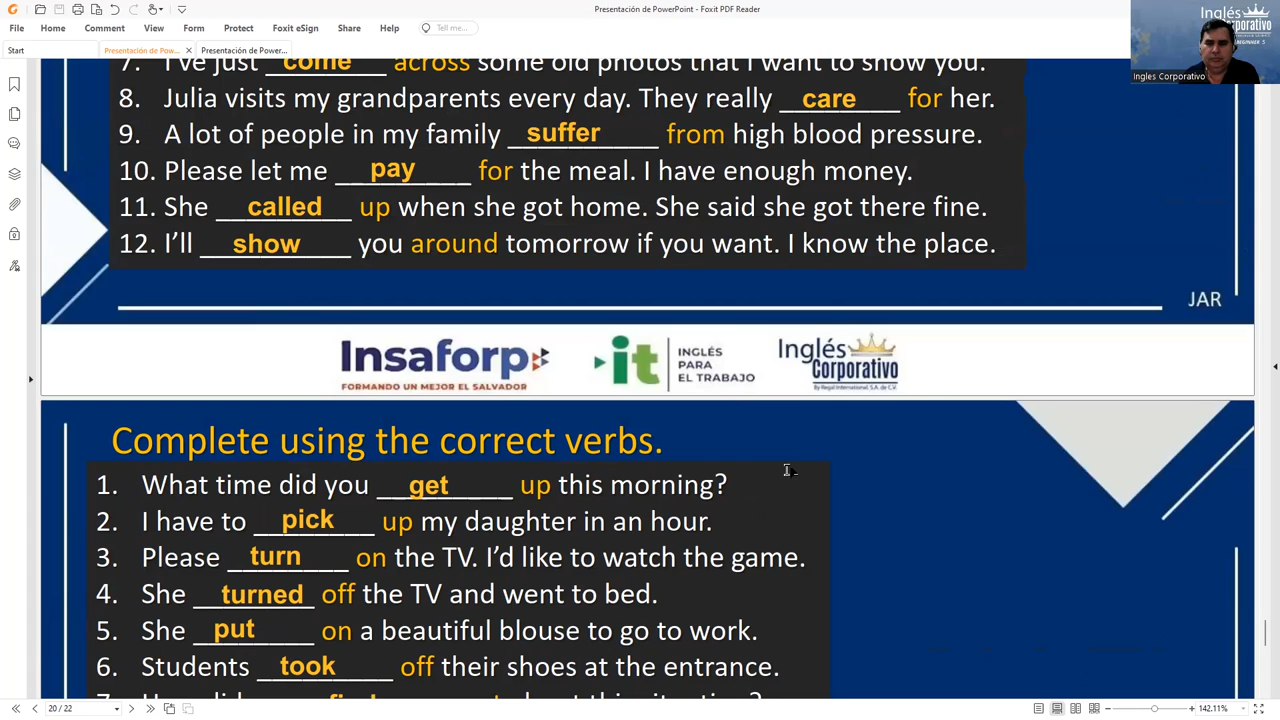 Presentación de PowerPoint - Foxit PDF Reader
File Home Comment View Form Protect Foxit eSign Share Help Tell me...
Start Presentación de Pow... Presentación de Power...
Inglés
Corporativo
BEGINNER 5
Ingles Corporativo
7. I've just come across some old photos that I want to show you.
8. Julia visits my grandparents every day. They really care for her.
9. A lot of people in my family suffer from high blood pressure.
10. Please let me pay for the meal. I have enough money.
11. She called up when she got home. She said she got there fine.
12. I'll show you around tomorrow if you want. I know the place.
JAR
Insaforp
FORMANDO UN MEJOR EL SALVADOR
it INGLÉS PARA EL TRABAJO
Inglés Corporativo
By Regal International, S.A. de C.V.
Complete using the correct verbs.
1. What time did you get up this morning?
2. I have to pick up my daughter in an hour.
3. Please turn on the TV. I'd like to watch the game.
4. She turned off the TV and went to bed.
5. She put on a beautiful blouse to go to work.
6. Students took off their shoes at the entrance.
20 / 22
142.11%